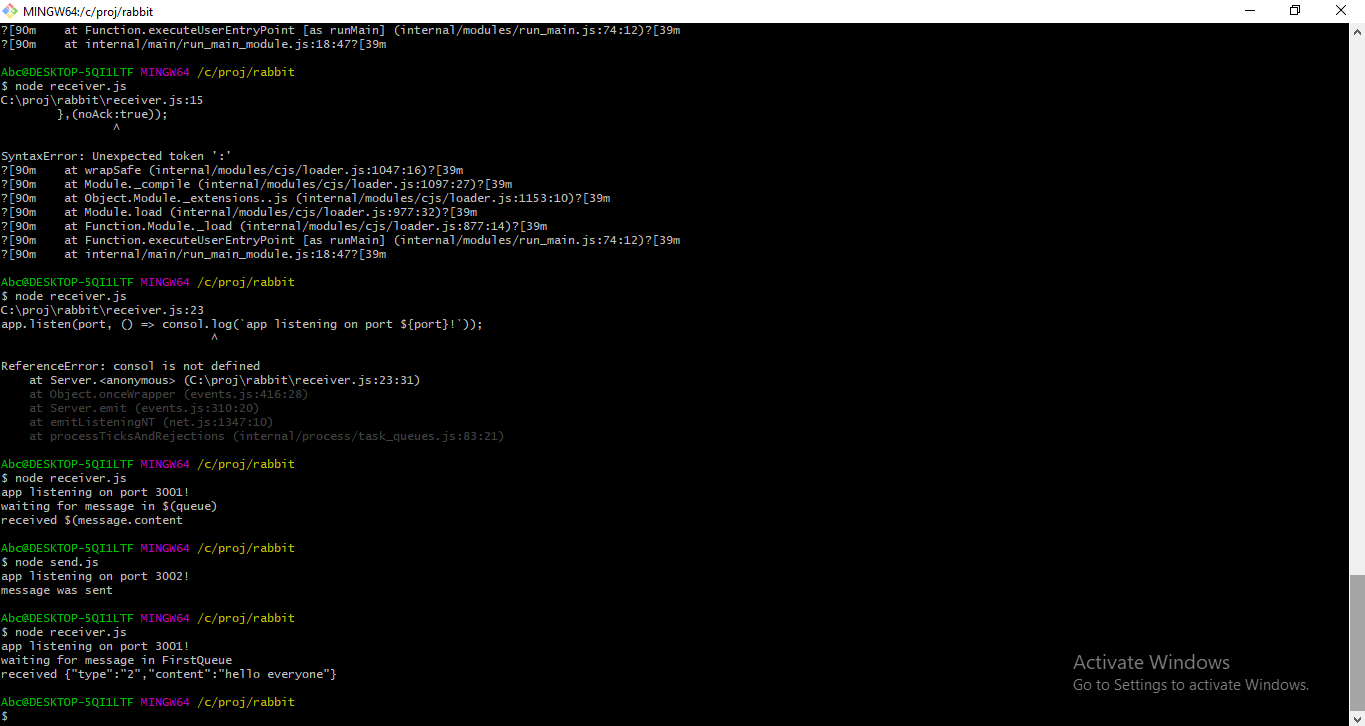 MINGW64:/c/proj/rabbit
?[90m    at Function.executeUserEntryPoint [as runMain] (internal/modules/run_main.js:74:12)?[39m
?[90m    at internal/main/run_main_module.js:18:47?[39m
Abc@DESKTOP-5QI1LTF MINGW64 /c/proj/rabbit
$ node receiver.js
C:\proj\rabbit\receiver.js:15
        },(noAck:true));
                ^
SyntaxError: Unexpected token ':'
?[90m    at wrapSafe (internal/modules/cjs/loader.js:1047:16)?[39m
?[90m    at Module._compile (internal/modules/cjs/loader.js:1097:27)?[39m
?[90m    at Object.Module._extensions..js (internal/modules/cjs/loader.js:1153:10)?[39m
?[90m    at Module.load (internal/modules/cjs/loader.js:977:32)?[39m
?[90m    at Function.Module._load (internal/modules/cjs/loader.js:877:14)?[39m
?[90m    at Function.executeUserEntryPoint [as runMain] (internal/modules/run_main.js:74:12)?[39m
?[90m    at internal/main/run_main_module.js:18:47?[39m
Abc@DESKTOP-5QI1LTF MINGW64 /c/proj/rabbit
$ node receiver.js
C:\proj\rabbit\receiver.js:23
app.listen(port, () => consol.log(`app listening on port ${port}!`));
                              ^
ReferenceError: consol is not defined
    at Server.<anonymous> (C:\proj\rabbit\receiver.js:23:31)
    at Object.onceWrapper (events.js:416:28)
    at Server.emit (events.js:310:20)
    at emitListeningNT (net.js:1347:10)
    at processTicksAndRejections (internal/process/task_queues.js:83:21)
Abc@DESKTOP-5QI1LTF MINGW64 /c/proj/rabbit
$ node receiver.js
app listening on port 3001!
waiting for message in $(queue)
received $(message.content
Abc@DESKTOP-5QI1LTF MINGW64 /c/proj/rabbit
$ node send.js
app listening on port 3002!
message was sent
Abc@DESKTOP-5QI1LTF MINGW64 /c/proj/rabbit
$ node receiver.js
app listening on port 3001!
waiting for message in FirstQueue
received {"type":"2","content":"hello everyone"}
Abc@DESKTOP-5QI1LTF MINGW64 /c/proj/rabbit
$
Activate Windows
Go to Settings to activate Windows.